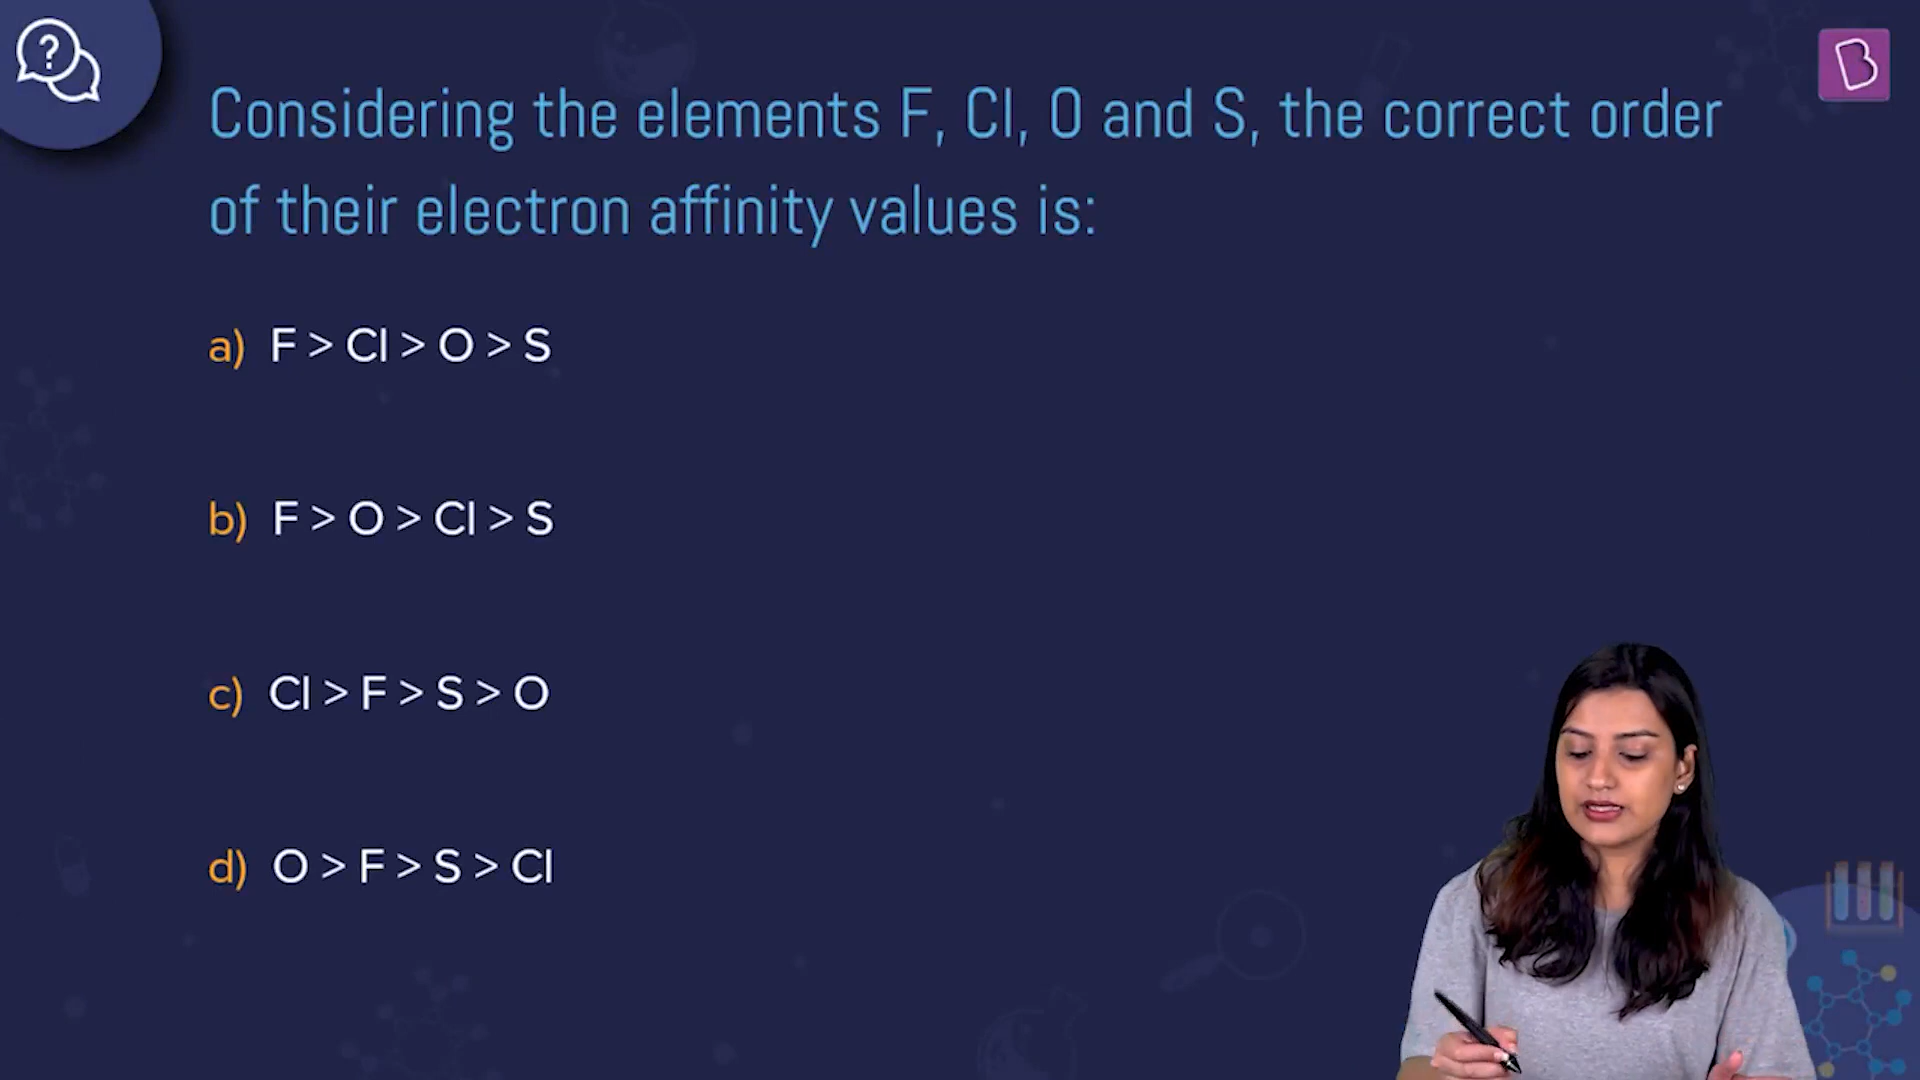 ?
B
Considering the elements F, Cl, O and S, the correct order
of their electron affinity values is:
a) F > Cl > O > S
b) F > O > Cl > S
c) Cl > F > S > O
d) O > F > S > Cl